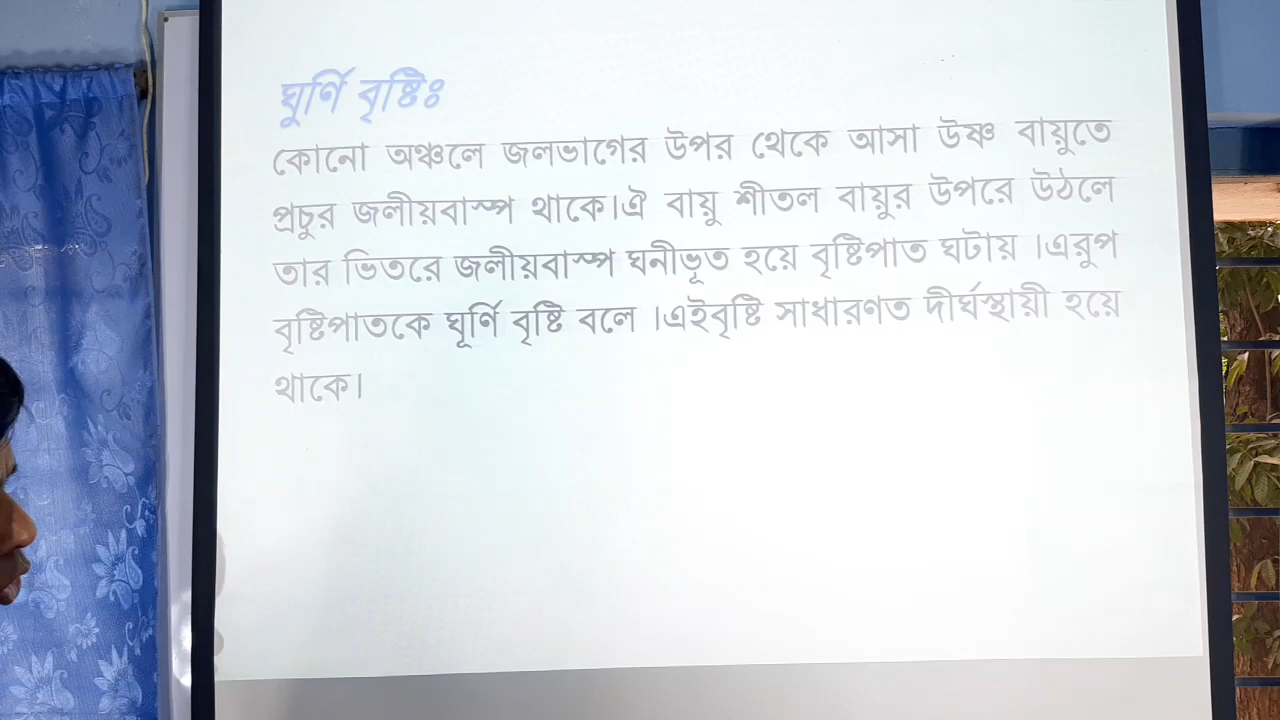 ঘুর্ণি বৃষ্টিঃ
কোনো অঞ্চলে জলভাগের উপর থেকে আসা উষ্ণ বায়ুতে
প্রচুর জলীয়বাস্প থাকে।ঐ বায়ু শীতল বায়ুর উপরে উঠলে
তার ভিতরে জলীয়বাস্প ঘনীভূত হয়ে বৃষ্টিপাত ঘটায় ।এরুপ
বৃষ্টিপাতকে ঘূর্ণি বৃষ্টি বলে ।এইবৃষ্টি সাধারণত দীর্ঘস্থায়ী হয়ে
থাকে।